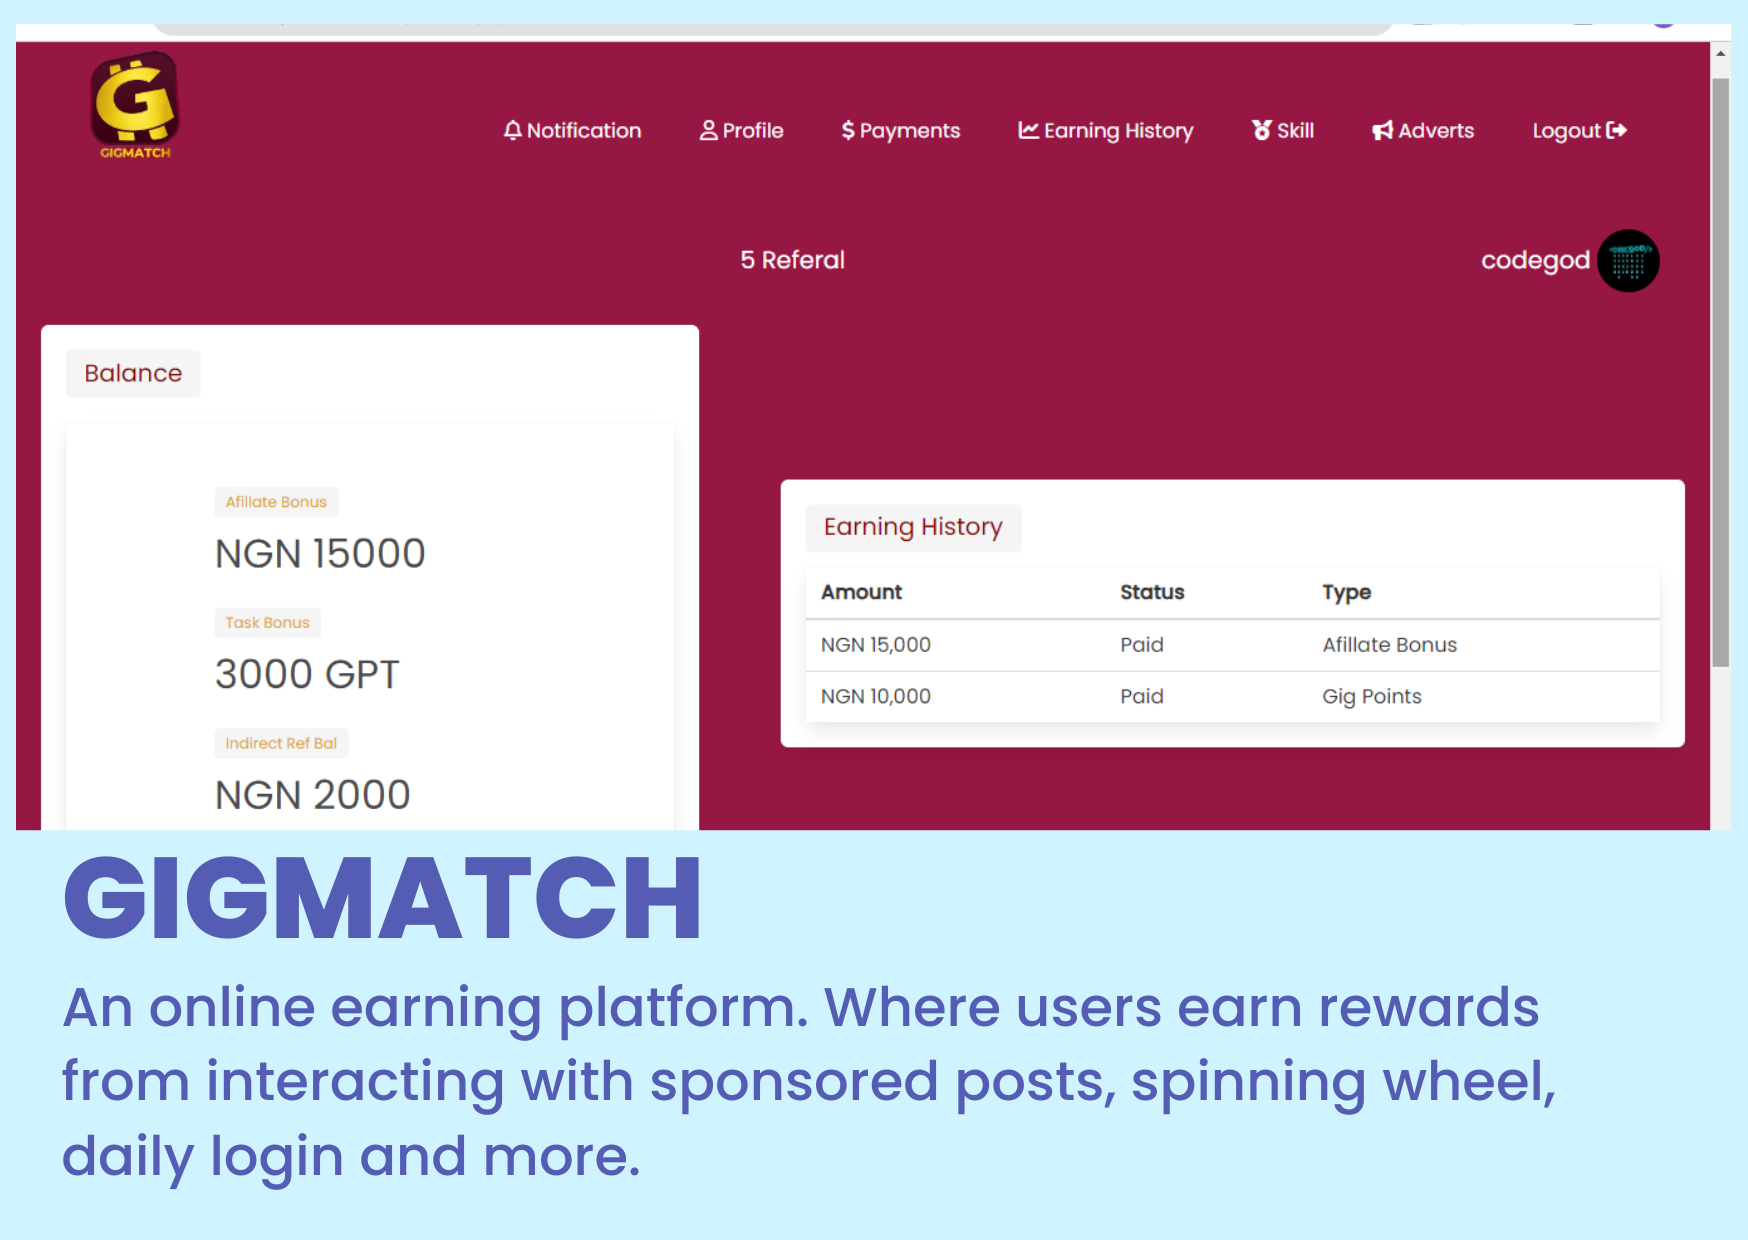 GIGMATCH
Notification Profile Payments Earning History Skill Adverts Logout
5 Referal
codegod
Balance
Afillate Bonus
NGN 15000
Task Bonus
3000 GPT
Indirect Ref Bal
NGN 2000
Earning History
Amount Status Type
NGN 15,000 Paid Afillate Bonus
NGN 10,000 Paid Gig Points
GIGMATCH
An online earning platform. Where users earn rewards
from interacting with sponsored posts, spinning wheel,
daily login and more.